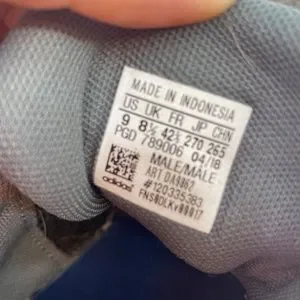 MADE IN INDONESIA
US UK FR JP CHN
9 8½ 42⅔ 270 265
PGD 789006 04/18
MALE/MALE
ART
#120335383
adidas